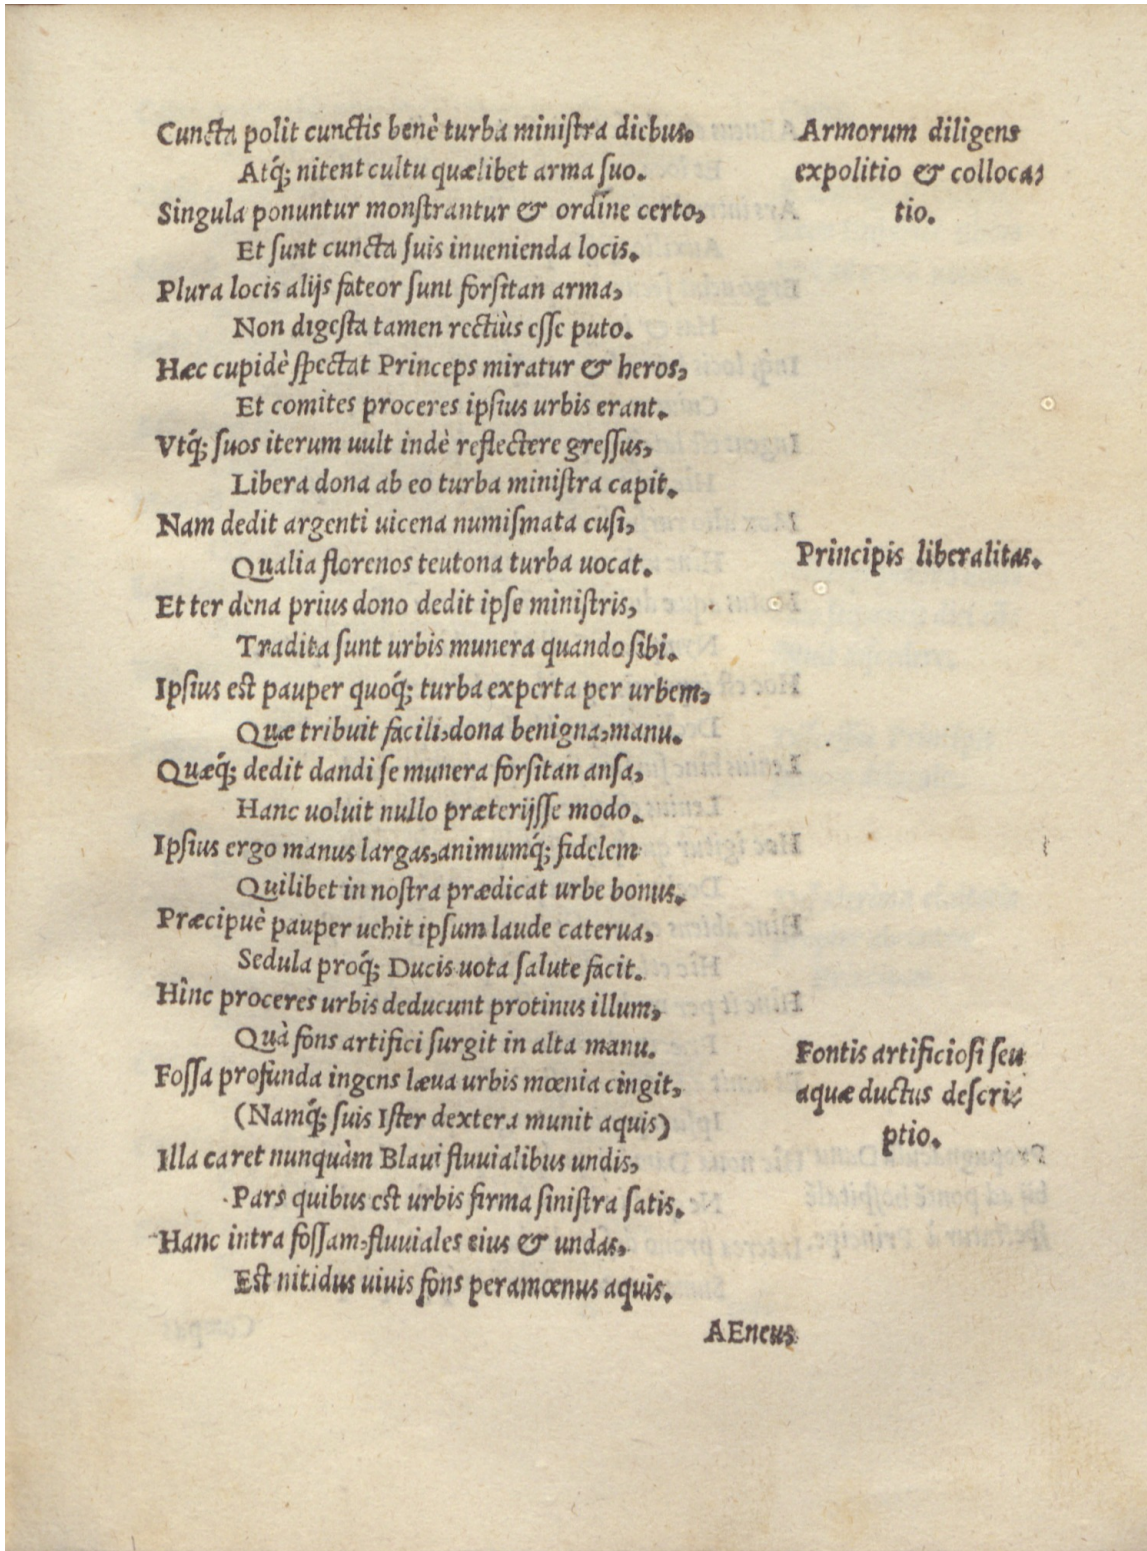 Cuncta polit cunctis benè turba miniſtra diebus.
Atq́; nitent cultu quælibet arma ſuo.
Singula ponuntur monſtrantur & ordine certo,
Et ſunt cuncta ſuis inuenienda locis.
Plura locis alijs fateor ſunt forſitan arma,
Non digeſta tamen rectiùs eſſe puto.
Hæc cupidè ſpectat Princeps miratur & heros,
Et comites proceres ipſius urbis erant.
Vtq́; ſuos iterum uult indè reflectere greſſus,
Libera dona ab eo turba miniſtra capit.
Nam dedit argenti uicena numiſmata cuſi,
Qualia florenos teutona turba uocat.
Et ter dena prius dono dedit ipſe miniſtris,
Tradita ſunt urbis munera quando ſibi.
Ipſius eſt pauper quoq́; turba experta per urbem,
Quæ tribuit facili, dona benigna, manu.
Quæq́; dedit dandi ſe munera forſitan anſa,
Hanc uoluit nullo præterijſſe modo.
Ipſius ergo manus largas, animumq́; fidelem
Quilibet in noſtra prædicat urbe bonus.
Præcipuè pauper uehit ipſum laude caterua,
Sedula proq́; Ducis uota ſalute facit.
Hînc proceres urbis deducunt protinus illum,
Quà fons artifici ſurgit in alta manu.
Foſſa profunda ingens læua urbis mœnia cingit,
(Namq́; ſuis Iſter dextera munit aquis)
Illa caret nunquàm Blaui fluuialibus undis,
Pars quibus eſt urbis firma ſiniſtra ſatis.
Hanc intra foſſam, fluuiales eius & undas,
Eſt nitidus uiuis fons peramœnus aquis.
AEneus
Armorum diligens
expolitio & colloca-
tio.
Principis liberalitas.
Fontis artificioſi ſeu
aquæ ductus deſcri-
ptio.